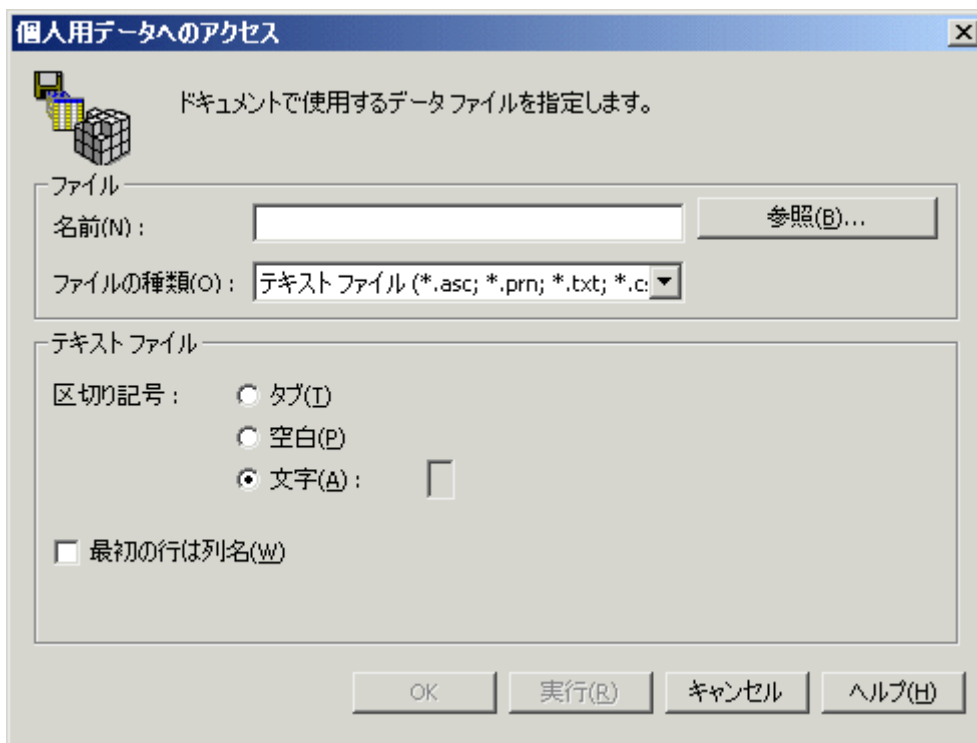 個人用データへのアクセス
ドキュメントで使用するデータ ファイルを指定します。
ファイル
名前(N) :
参照(B)...
ファイルの種類(O) :
テキスト ファイル (*.asc; *.prn; *.txt; *.c
テキスト ファイル
区切り記号 :
タブ(T)
空白(P)
文字(A) :
最初の行は列名(W)
OK
実行(R)
キャンセル
ヘルプ(H)